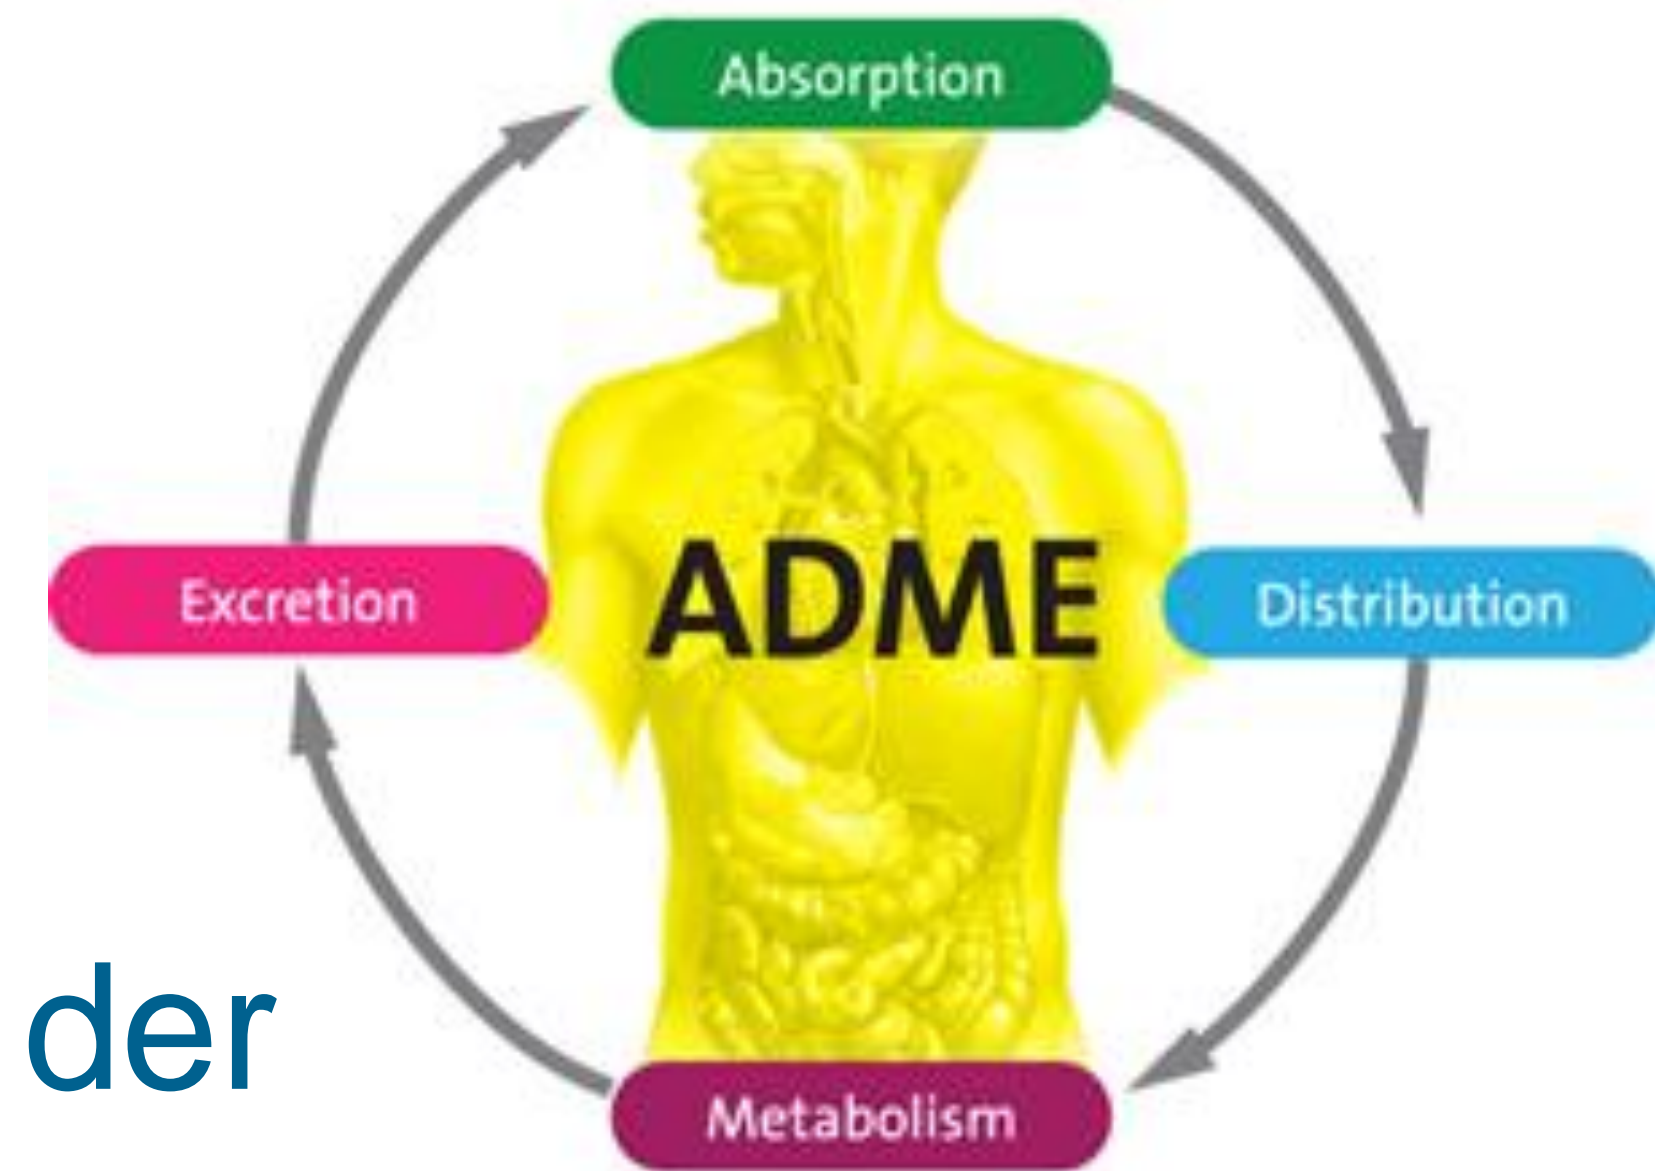 Absorption
Excretion
ADME
Distribution
der
Metabolism